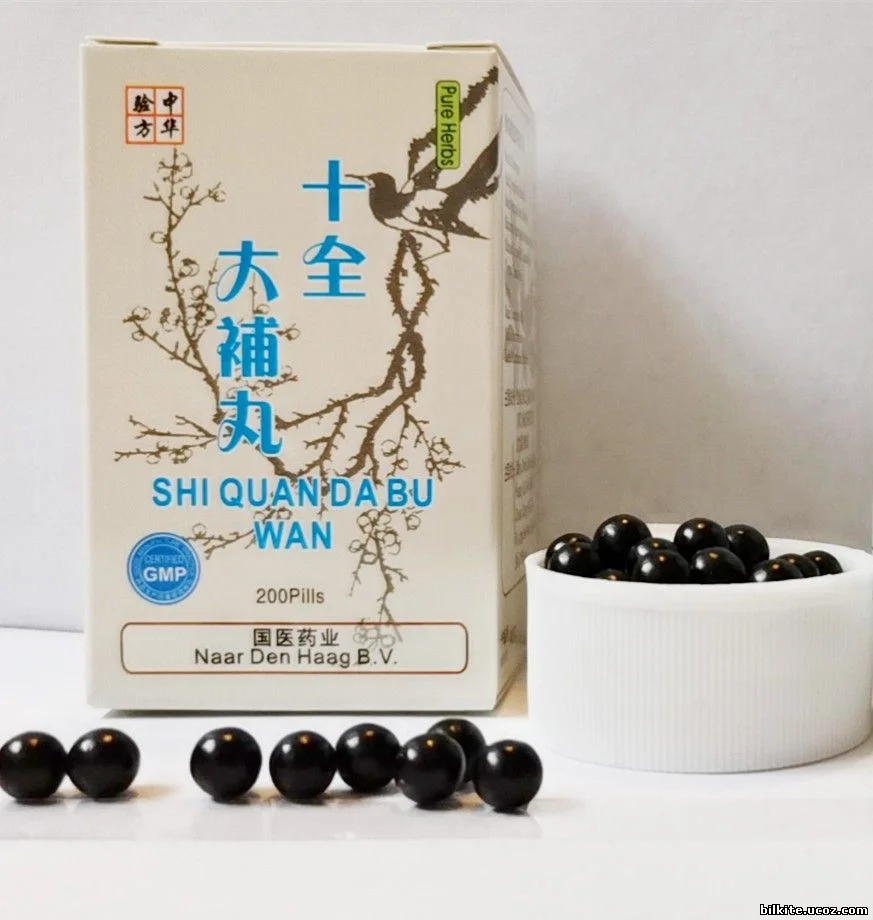 中华
验方
Pure Herbs
十全
大補丸
SHI QUAN DA BU
WAN
CERTIFIED
GMP
200Pills
国医药业
Naar Den Haag B.V.
bilkite.ucoz.com